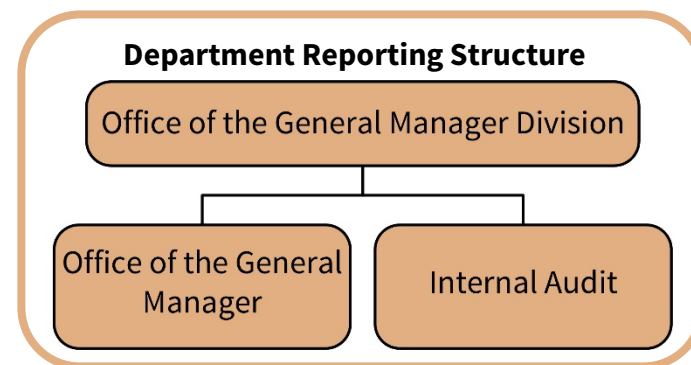 Department Reporting Structure
Office of the General Manager Division
Office of the General
Manager
Internal Audit